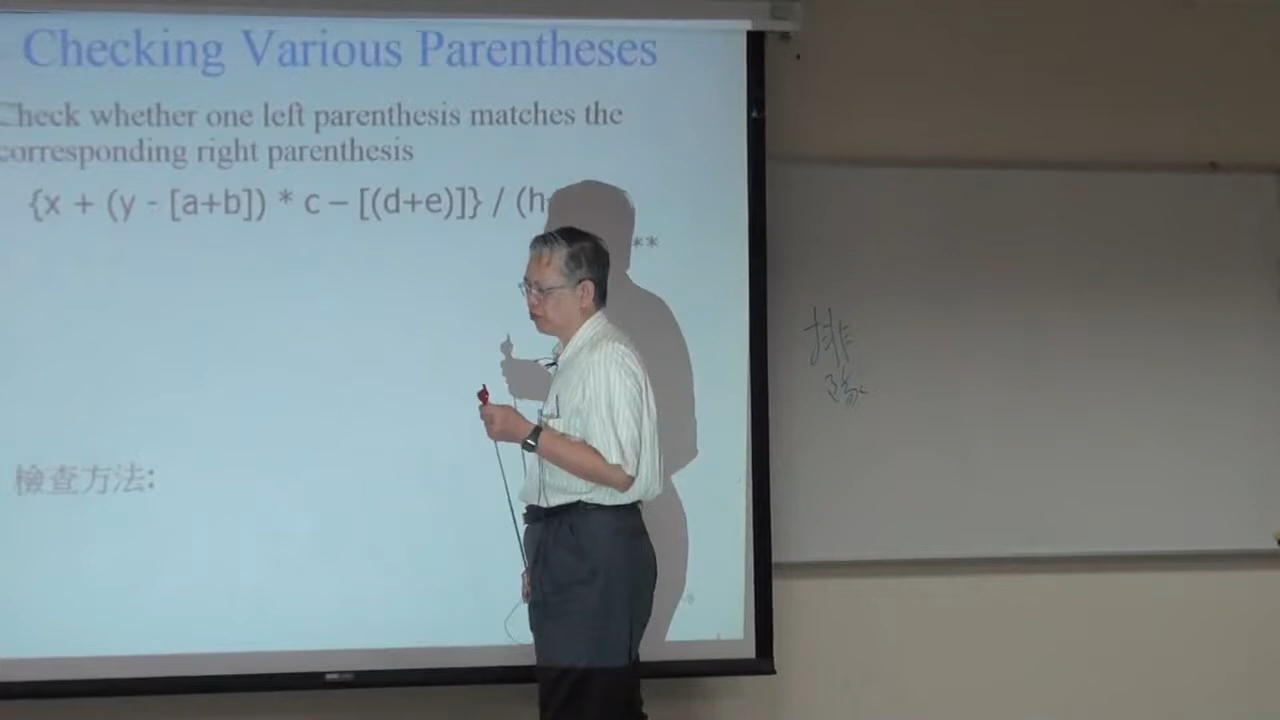 Checking Various Parentheses
Check whether one left parenthesis matches the
corresponding right parenthesis
{x + (y - [a+b]) * c – [(d+e)]} / (h
**
檢查方法:
排